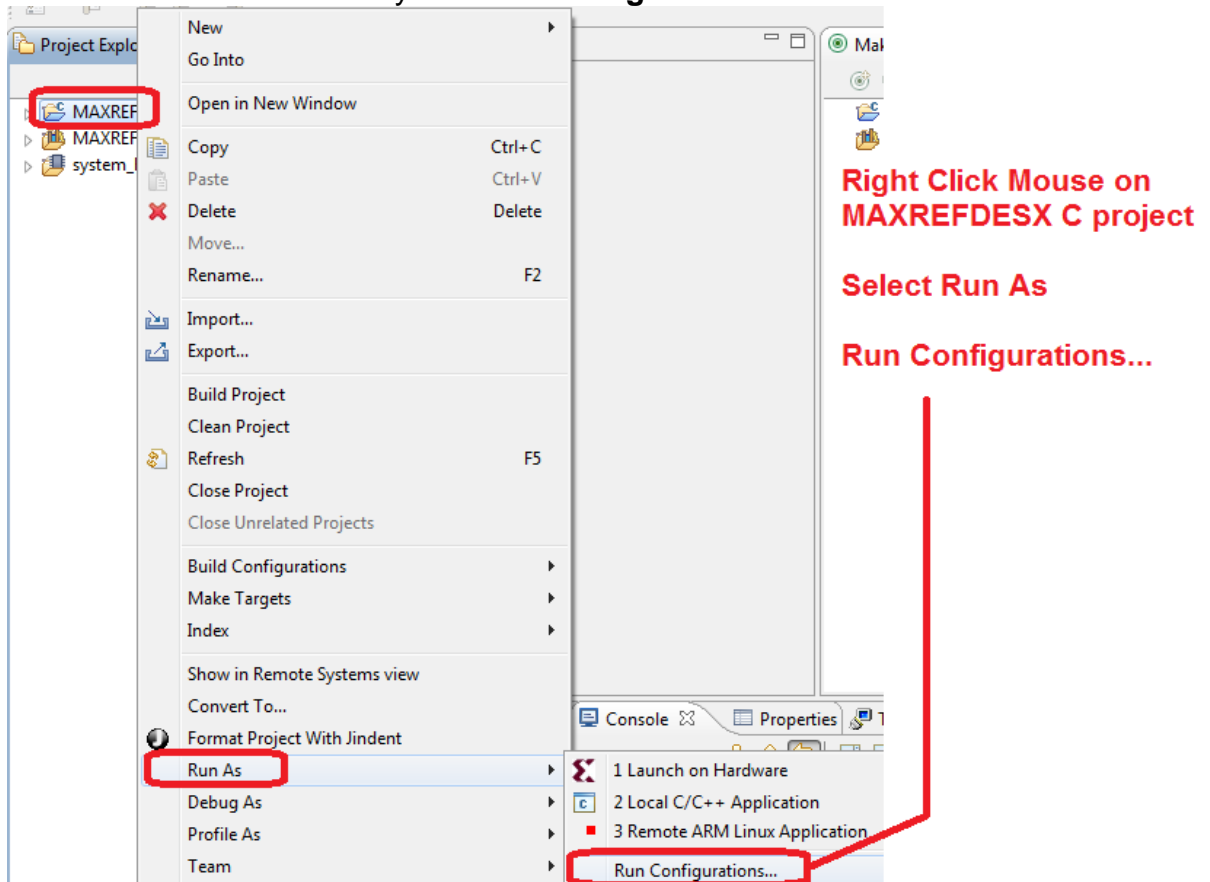 New
Project Explo
Mak
Go Into
Open in New Window
MAXREF
MAXREF
system_
Copy Ctrl+C
Paste Ctrl+V
Delete Delete
Move...
Rename... F2
Import...
Export...
Build Project
Clean Project
Refresh F5
Close Project
Close Unrelated Projects
Build Configurations
Make Targets
Index
Show in Remote Systems view
Convert To...
Format Project With Jindent
Run As
Debug As
Profile As
Team
Console Properties
1 Launch on Hardware
2 Local C/C++ Application
3 Remote ARM Linux Application
Run Configurations...
Right Click Mouse on
MAXREFDESX C project
Select Run As
Run Configurations...